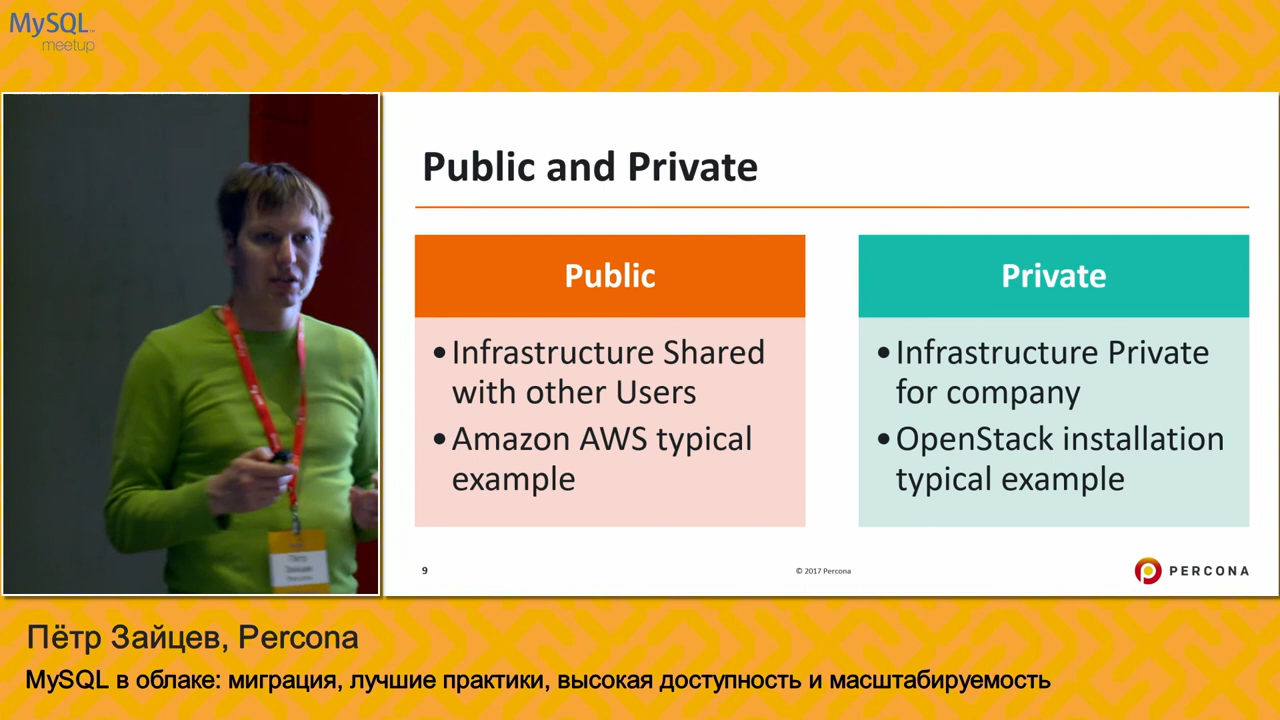 MySQL
meetup
Public and Private
Public
•Infrastructure Shared
with other Users
•Amazon AWS typical
example
Private
•Infrastructure Private
for company
•OpenStack installation
typical example
9
© 2017 Percona
PERCONA
Пётр
Зайцев
Пётр Зайцев, Percona
MySQL в облаке: миграция, лучшие практики, высокая доступность и масштабируемость